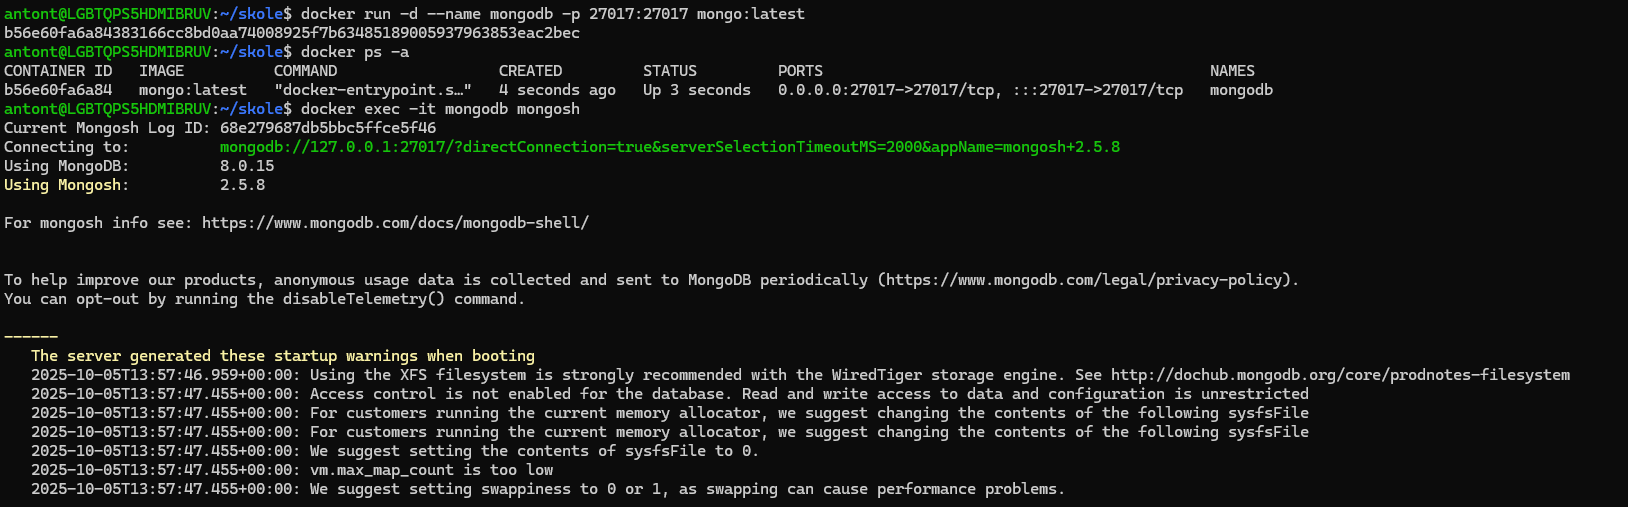 antont@LGBTQPS5HDMIBRUV:~/skole$ docker run -d --name mongodb -p 27017:27017 mongo:latest
b56e60fa6a84383166cc8bd0aa74008925f7b63485189005937963853eac2bec
antont@LGBTQPS5HDMIBRUV:~/skole$ docker ps -a
CONTAINER ID   IMAGE          COMMAND                  CREATED         STATUS         PORTS                                           NAMES
b56e60fa6a84   mongo:latest   "docker-entrypoint.s…"   4 seconds ago   Up 3 seconds   0.0.0.0:27017->27017/tcp, :::27017->27017/tcp   mongodb
antont@LGBTQPS5HDMIBRUV:~/skole$ docker exec -it mongodb mongosh
Current Mongosh Log ID: 68e279687db5bbc5ffce5f46
Connecting to:          mongodb://127.0.0.1:27017/?directConnection=true&serverSelectionTimeoutMS=2000&appName=mongosh+2.5.8
Using MongoDB:          8.0.15
Using Mongosh:          2.5.8
For mongosh info see: https://www.mongodb.com/docs/mongodb-shell/
To help improve our products, anonymous usage data is collected and sent to MongoDB periodically (https://www.mongodb.com/legal/privacy-policy).
You can opt-out by running the disableTelemetry() command.
------
The server generated these startup warnings when booting
2025-10-05T13:57:46.959+00:00: Using the XFS filesystem is strongly recommended with the WiredTiger storage engine. See http://dochub.mongodb.org/core/prodnotes-filesystem
2025-10-05T13:57:47.455+00:00: Access control is not enabled for the database. Read and write access to data and configuration is unrestricted
2025-10-05T13:57:47.455+00:00: For customers running the current memory allocator, we suggest changing the contents of the following sysfsFile
2025-10-05T13:57:47.455+00:00: For customers running the current memory allocator, we suggest changing the contents of the following sysfsFile
2025-10-05T13:57:47.455+00:00: We suggest setting the contents of sysfsFile to 0.
2025-10-05T13:57:47.455+00:00: vm.max_map_count is too low
2025-10-05T13:57:47.455+00:00: We suggest setting swappiness to 0 or 1, as swapping can cause performance problems.